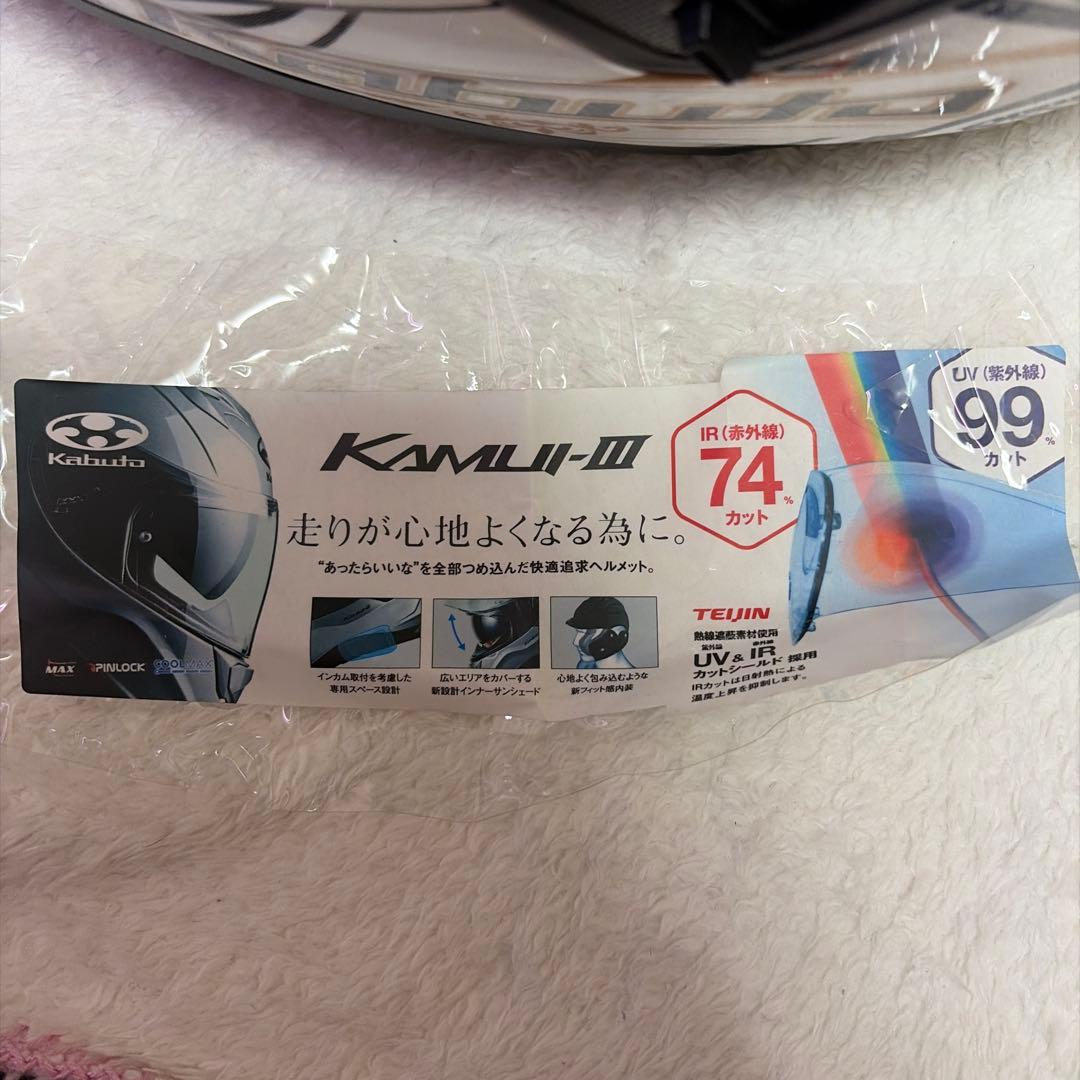 Kabuto
KAMUI-III
走りが心地よくなる為に。
“あったらいいな”を全部つめ込んだ快適追求ヘルメット。
インカム取付を考慮した
専用スペース設計
広いエリアをカバーする
新設計インナーサンシェード
心地よく包み込むような
新フィット感内装
MAX
PINLOCK
COOLMAX
IR（赤外線）
74%
カット
UV（紫外線）
99%
カット
TEIJIN
熱線遮蔽素材使用
紫外線 赤外線
UV & IR
カットシールド 採用
IRカットは日射熱による
温度上昇を抑制します。